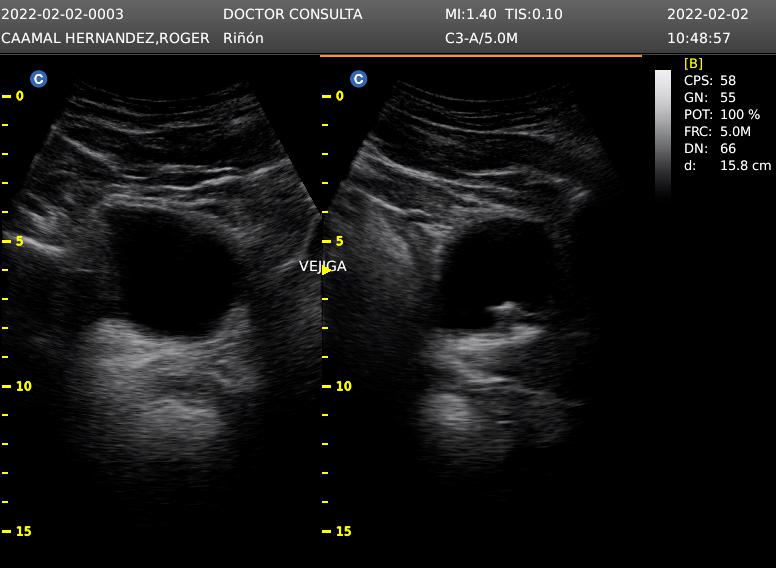 2022-02-02-0003 DOCTOR CONSULTA MI:1.40 TIS:0.10 2022-02-02
CAAMAL HERNANDEZ,ROGER Riñón C3-A/5.0M 10:48:57
[B]
CPS: 58
GN: 55
POT: 100 %
FRC: 5.0M
DN: 66
d: 15.8 cm
C C
0 0
5 5
VEJIGA
10 10
15 15